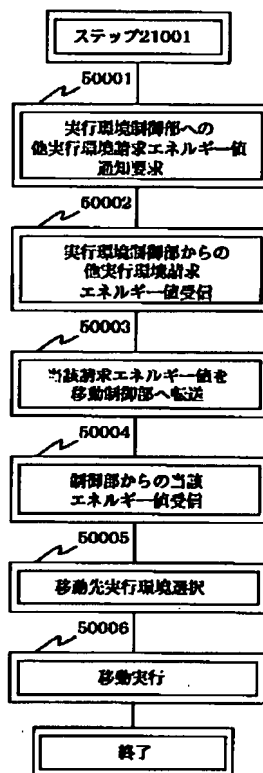 ステップ21001
50001
実行環境制御部への
他実行環境請求エネルギー値
通知要求
50002
実行環境制御部からの
他実行環境請求
エネルギー値受信
50003
当該請求エネルギー値を
移動制御部へ転送
50004
制御部からの当該
エネルギー値受信
50005
移動先実行環境選択
50006
移動実行
終了